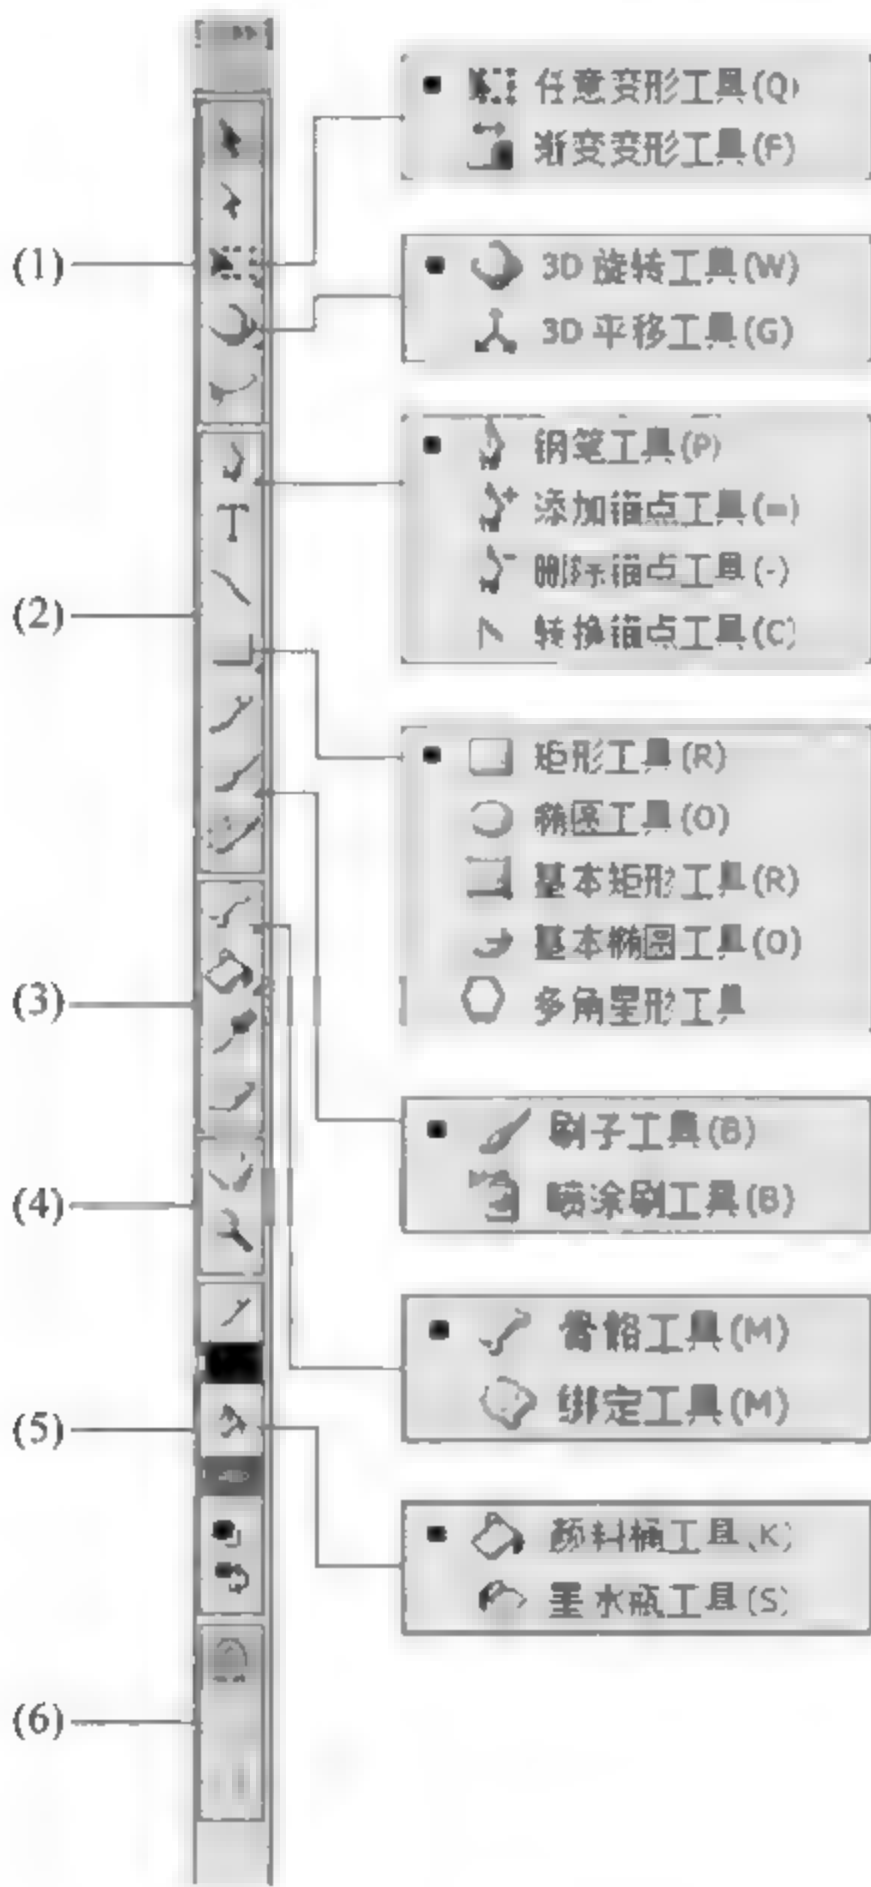 任意变形工具(Q)
渐变变形工具(F)
(1)
3D 旋转工具(W)
3D 平移工具(G)
钢笔工具(P)
添加锚点工具(=)
删除锚点工具(-)
(2)
转换锚点工具(C)
矩形工具(R)
椭圆工具(O)
基本矩形工具(R)
基本椭圆工具(O)
(3)
多角星形工具
刷子工具(B)
(4)
喷涂刷工具(B)
骨骼工具(M)
绑定工具(M)
(5)
颜料桶工具(K)
墨水瓶工具(S)
(6)